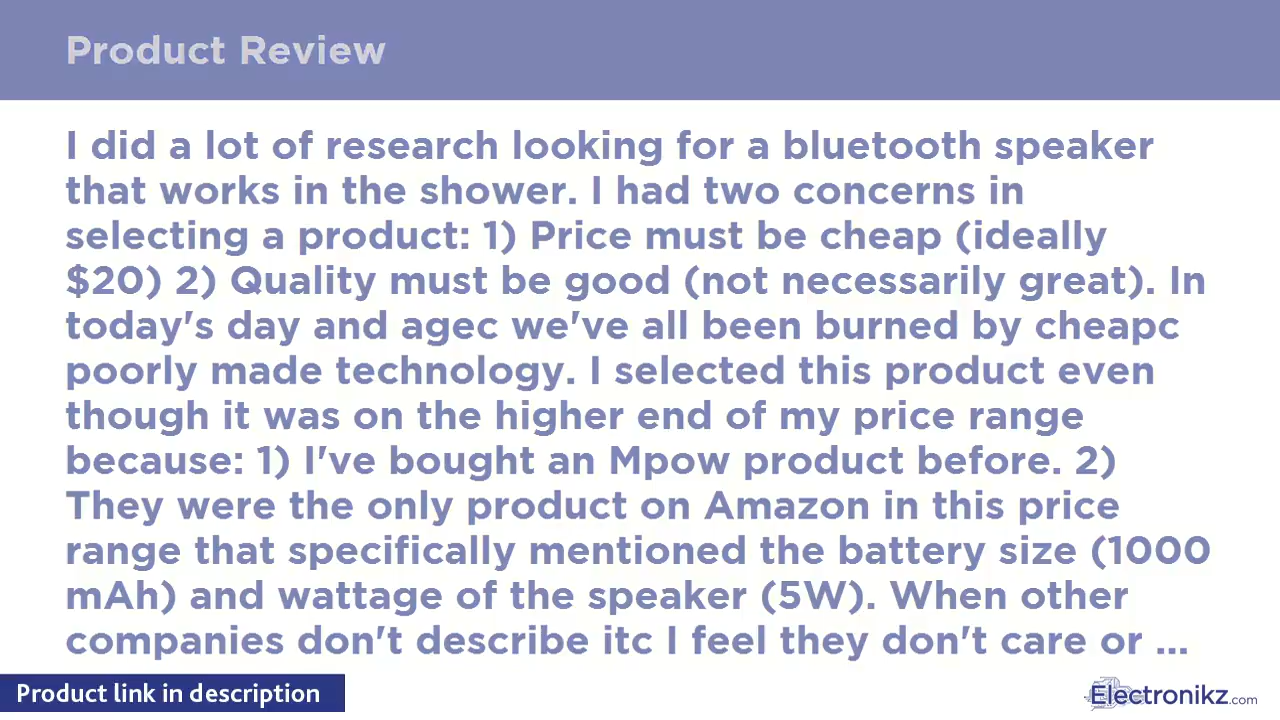 Product Review
I did a lot of research looking for a bluetooth speaker
that works in the shower. I had two concerns in
selecting a product: 1) Price must be cheap (ideally
$20) 2) Quality must be good (not necessarily great). In
today's day and agec we've all been burned by cheapc
poorly made technology. I selected this product even
though it was on the higher end of my price range
because: 1) I've bought an Mpow product before. 2)
They were the only product on Amazon in this price
range that specifically mentioned the battery size (1000
mAh) and wattage of the speaker (5W). When other
companies don't describe itc I feel they don't care or ...
Product link in description
Electronikz.com